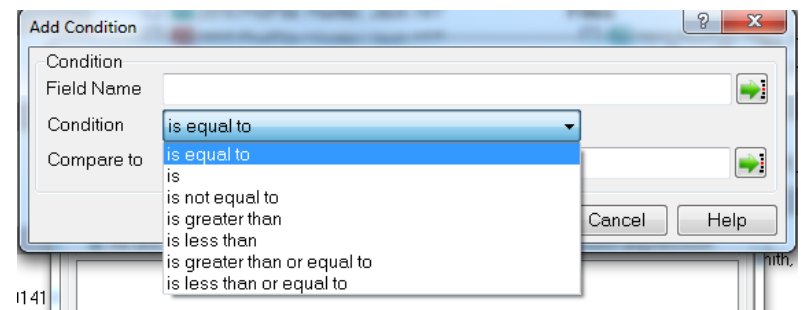 Add Condition
?
Condition
Field Name
Condition is equal to
Compare to is equal to
is
is not equal to
is greater than
is less than
is greater than or equal to
is less than or equal to
Cancel Help
141